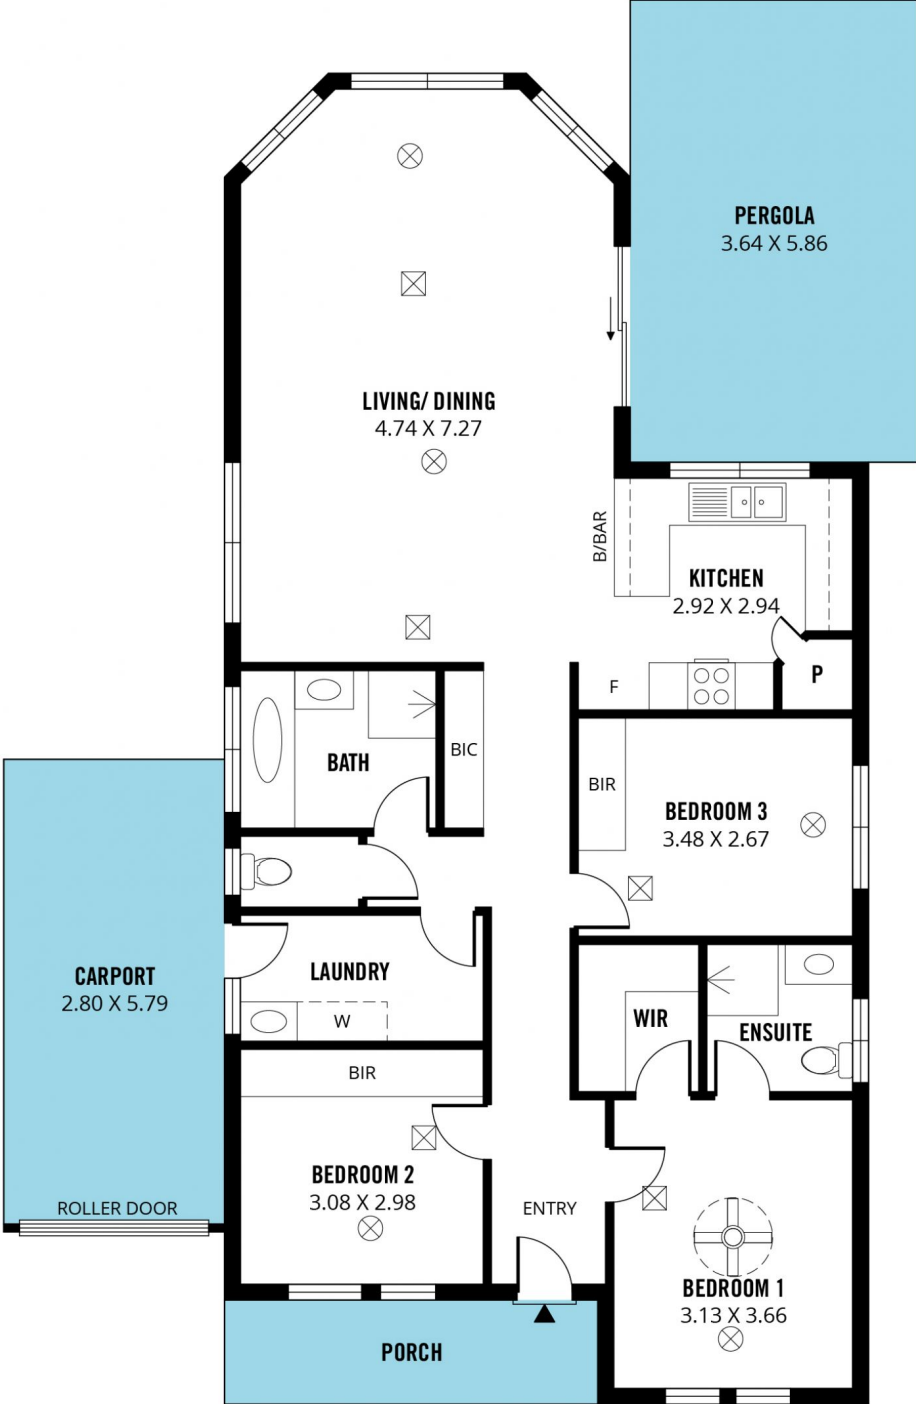 PERGOLA
3.64 X 5.86
LIVING/ DINING
4.74 X 7.27
B/BAR
KITCHEN
2.92 X 2.94
P
F
BATH
BIC
BIR
BEDROOM 3
3.48 X 2.67
CARPORT
2.80 X 5.79
LAUNDRY
W
WIR
ENSUITE
BIR
BEDROOM 2
3.08 X 2.98
ROLLER DOOR
ENTRY
BEDROOM 1
3.13 X 3.66
PORCH